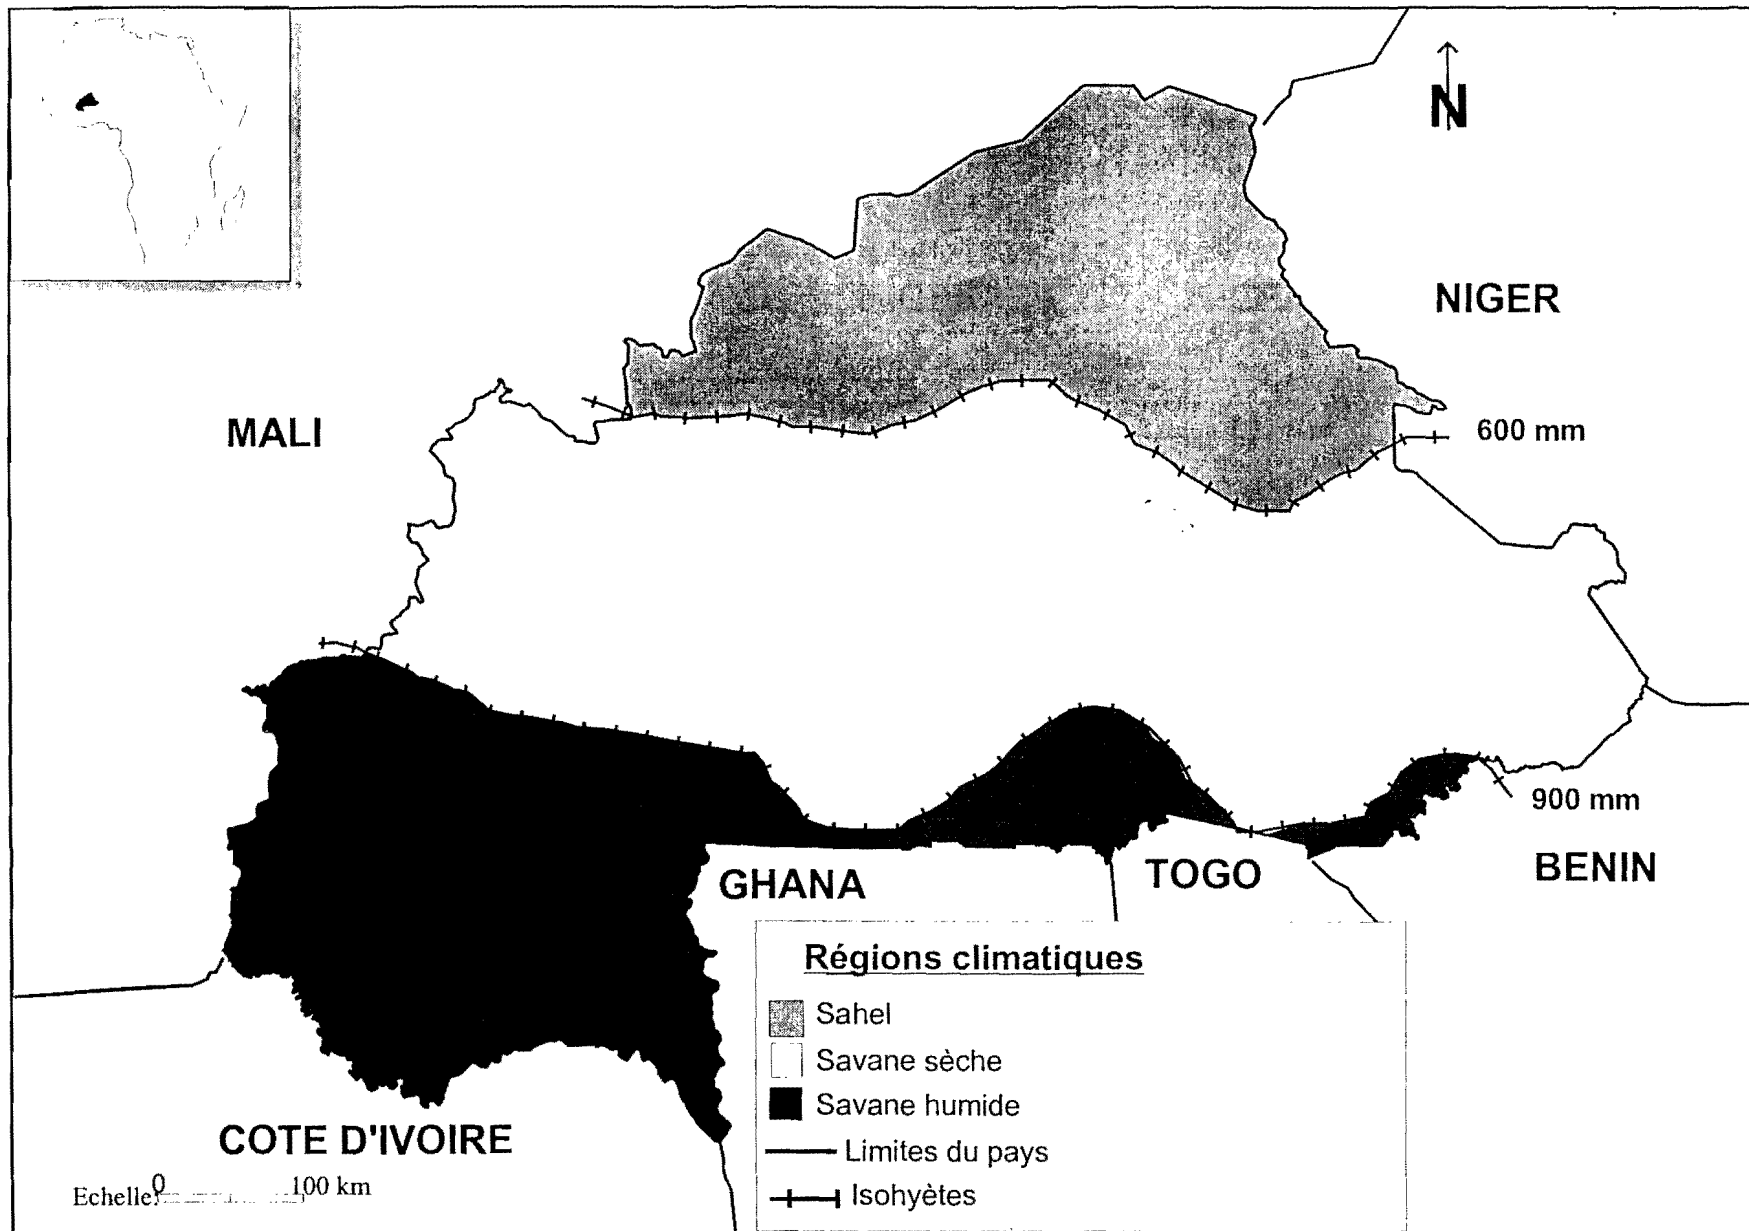 N
NIGER
MALI
600 mm
900 mm
GHANA
TOGO
BENIN
Régions climatiques
Sahel
Savane sèche
Savane humide
Limites du pays
Isohyètes
COTE D'IVOIRE
Echelle: 0 100 km